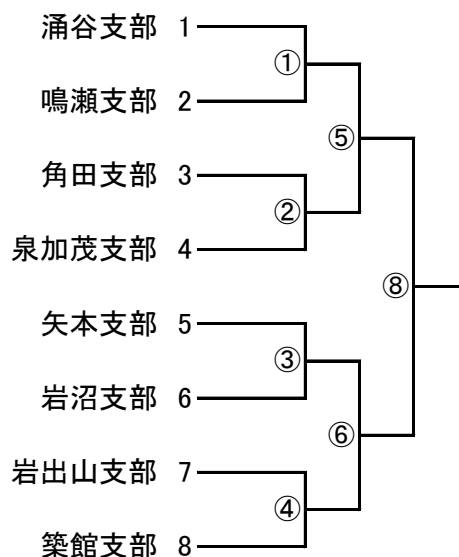 涌谷支部 1
①
鳴瀬支部 2
⑤
角田支部 3
②
泉加茂支部 4
⑧
矢本支部 5
③
岩沼支部 6
⑥
岩出山支部 7
④
築館支部 8